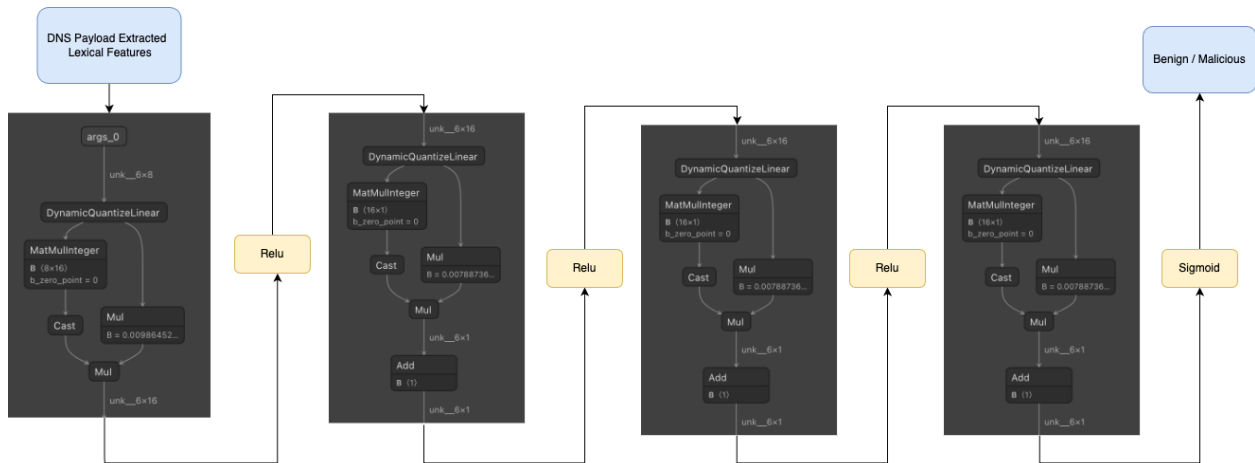 DNS Payload Extracted
Lexical Features
args_0
unk__6×8
DynamicQuantizeLinear
MatMulInteger
B ⟨8×16⟩
b_zero_point = 0
Cast
Mul
B = 0.00986452...
Mul
unk__6×16
Relu
unk__6×16
DynamicQuantizeLinear
MatMulInteger
B ⟨16×1⟩
b_zero_point = 0
Cast
Mul
B = 0.00788736...
Mul
unk__6×1
Add
B ⟨1⟩
unk__6×1
Relu
unk__6×16
DynamicQuantizeLinear
MatMulInteger
B ⟨16×1⟩
b_zero_point = 0
Cast
Mul
B = 0.00788736...
Mul
unk__6×1
Add
B ⟨1⟩
unk__6×1
Relu
unk__6×16
DynamicQuantizeLinear
MatMulInteger
B ⟨16×1⟩
b_zero_point = 0
Cast
Mul
B = 0.00788736...
Mul
unk__6×1
Add
B ⟨1⟩
unk__6×1
Sigmoid
Benign / Malicious